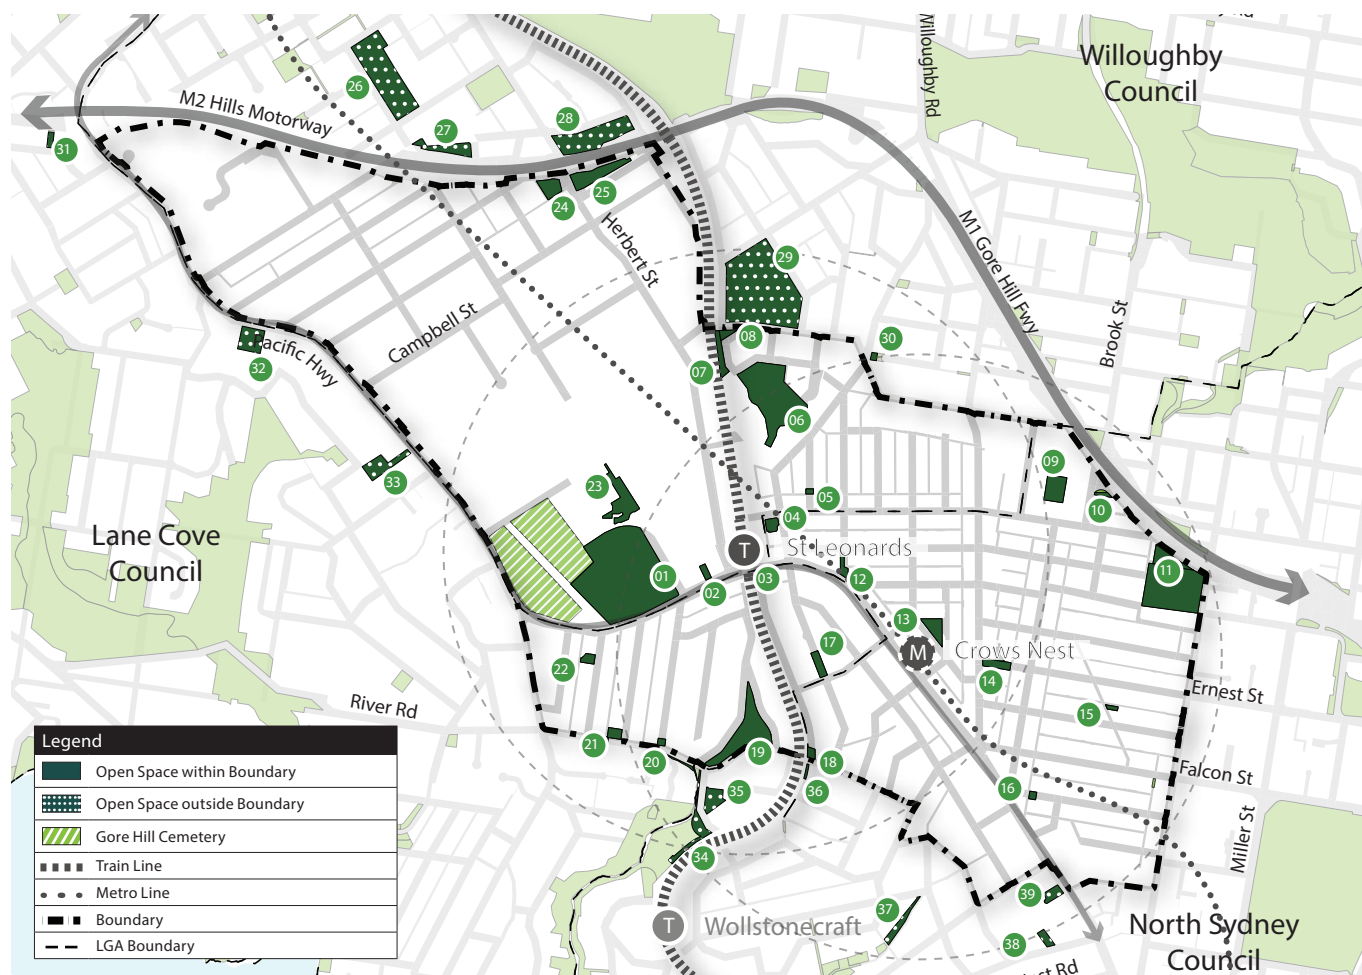 Willoughby Rd
Willoughby
Council
26
M2 Hills Motorway
27
28
31
25
24
Herbert St
M1 Gore Hill Fwy
29
Brook St
Campbell St
08
30
32
Pacific Hwy
07
06
09
33
23
05
10
04
Lane Cove
Council
T
St Leonards
01
03
12
11
02
13
17
M
Crows Nest
22
14
Ernest St
River Rd
15
21
19
20
18
Falcon St
35
36
16
Miller St
34
39
37
T
Wollstonecraft
38
North Sydney
Council
Rd
Legend
Open Space within Boundary
Open Space outside Boundary
Gore Hill Cemetery
Train Line
Metro Line
Boundary
LGA Boundary